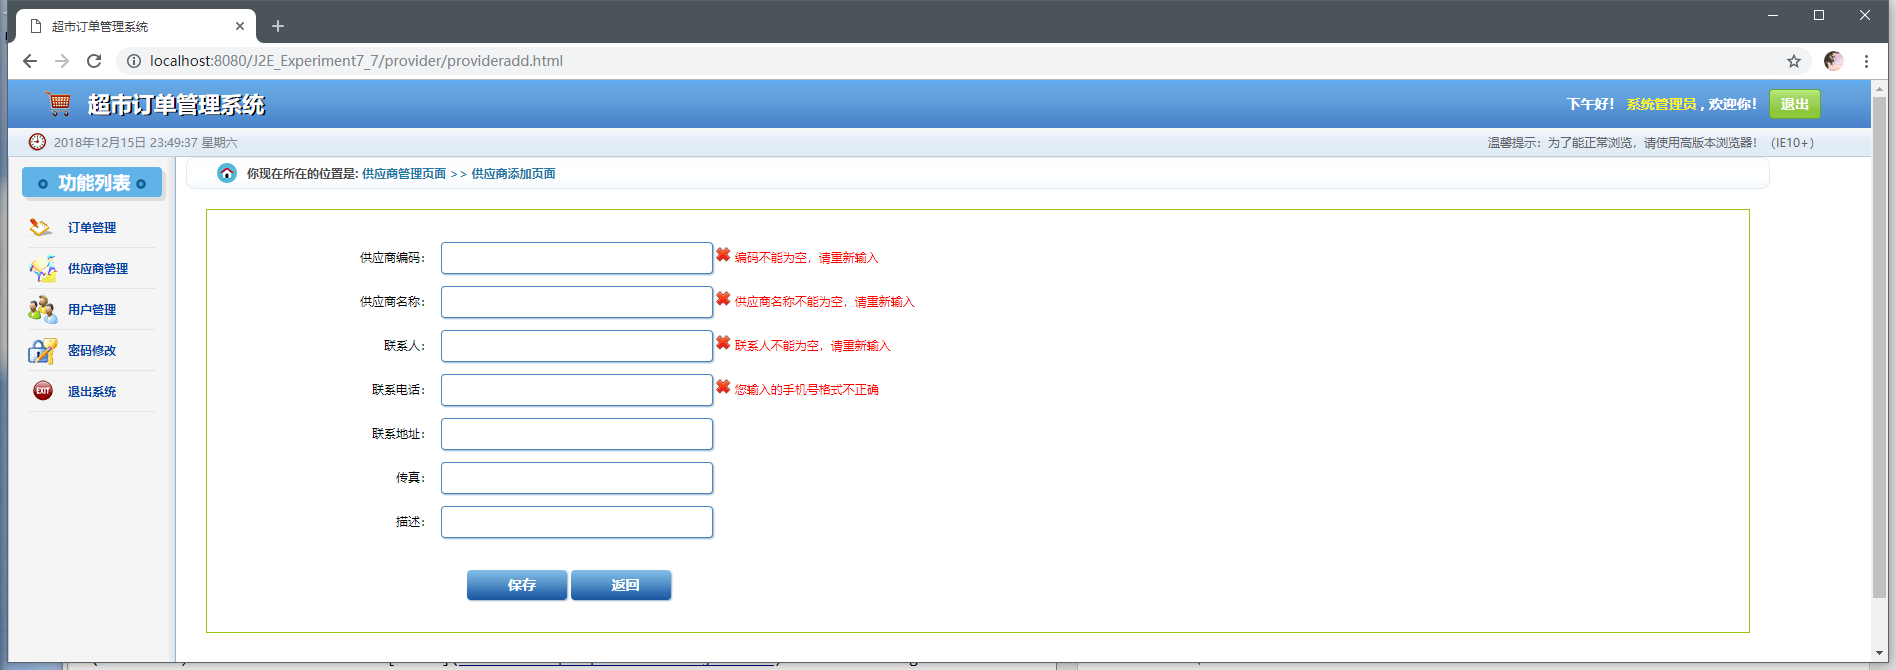 超市订单管理系统
localhost:8080/J2E_Experiment7_7/provider/provideradd.html
超市订单管理系统
下午好！ 系统管理员 , 欢迎你！ 退出
2018年12月15日 23:49:37 星期六
温馨提示：为了能正常浏览，请使用高版本浏览器！ (IE10+)
功能列表
订单管理
供应商管理
用户管理
密码修改
EXIT 退出系统
你现在所在的位置是: 供应商管理页面 >> 供应商添加页面
供应商编码： 编码不能为空，请重新输入
供应商名称： 供应商名称不能为空，请重新输入
联系人： 联系人不能为空，请重新输入
联系电话： 您输入的手机号格式不正确
联系地址：
传真：
描述：
保存 返回